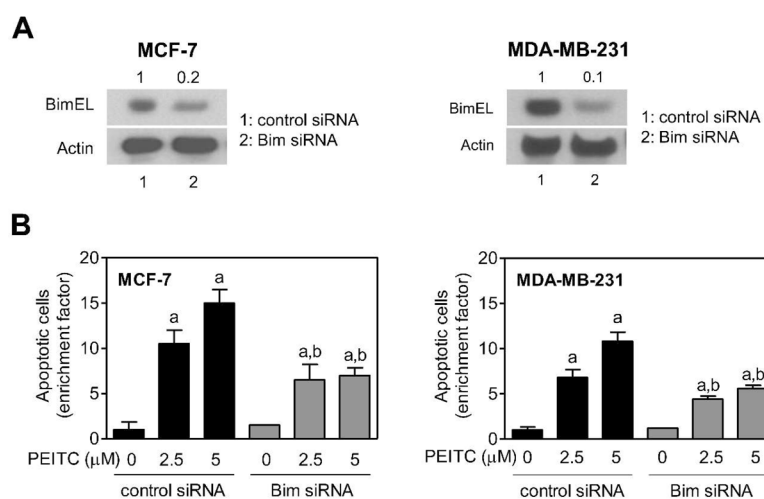 A
MCF-7
1 0.2
BimEL
Actin
1 2
1: control siRNA
2: Bim siRNA
MDA-MB-231
1 0.1
BimEL
Actin
1 2
1: control siRNA
2: Bim siRNA
B
Apoptotic cells
(enrichment factor)
20
15
10
5
0
MCF-7
a
a
a,b
a,b
PEITC (μM) 0 2.5 5 0 2.5 5
control siRNA Bim siRNA
Apoptotic cells
(enrichment factor)
20
15
10
5
0
MDA-MB-231
a
a
a,b
a,b
PEITC (μM) 0 2.5 5 0 2.5 5
control siRNA Bim siRNA